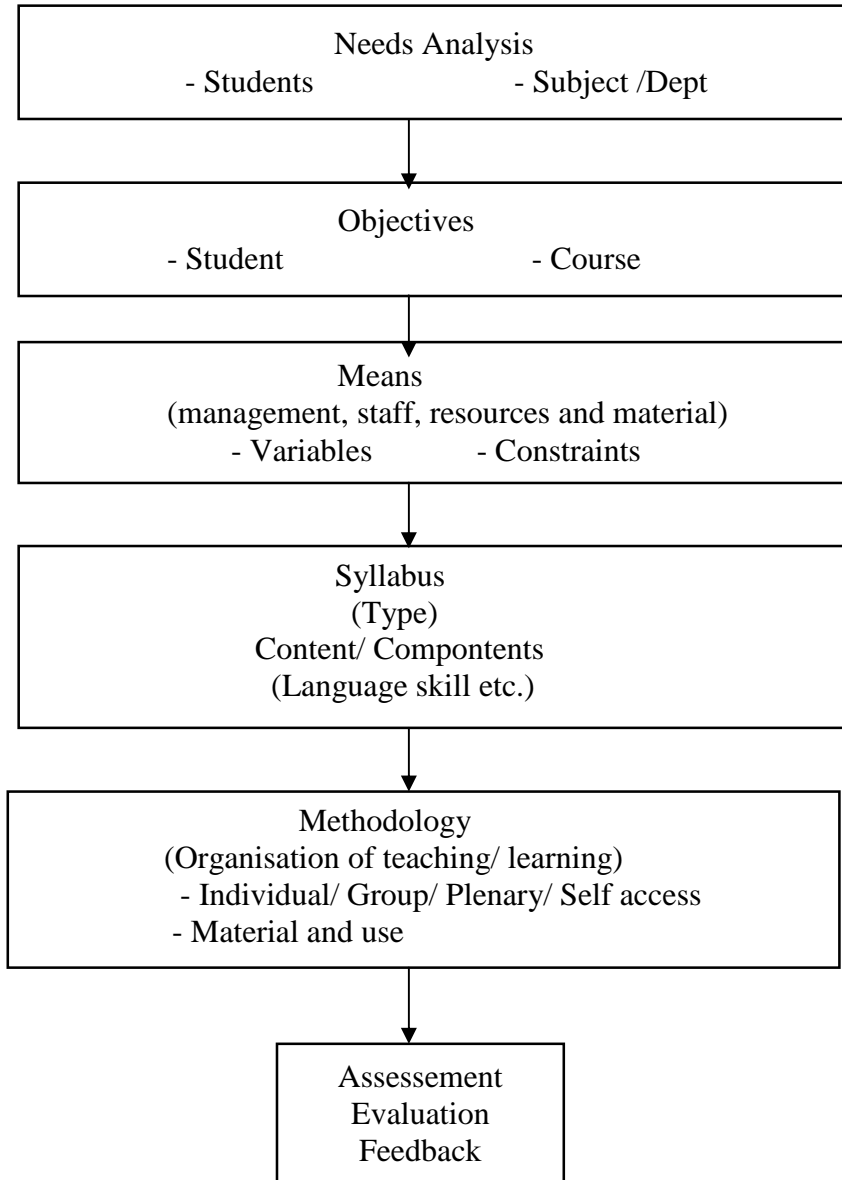 Needs Analysis
- Students - Subject /Dept
Objectives
- Student - Course
Means
(management, staff, resources and material)
- Variables - Constraints
Syllabus
(Type)
Content/ Compontents
(Language skill etc.)
Methodology
(Organisation of teaching/ learning)
- Individual/ Group/ Plenary/ Self access
- Material and use
Assessement
Evaluation
Feedback